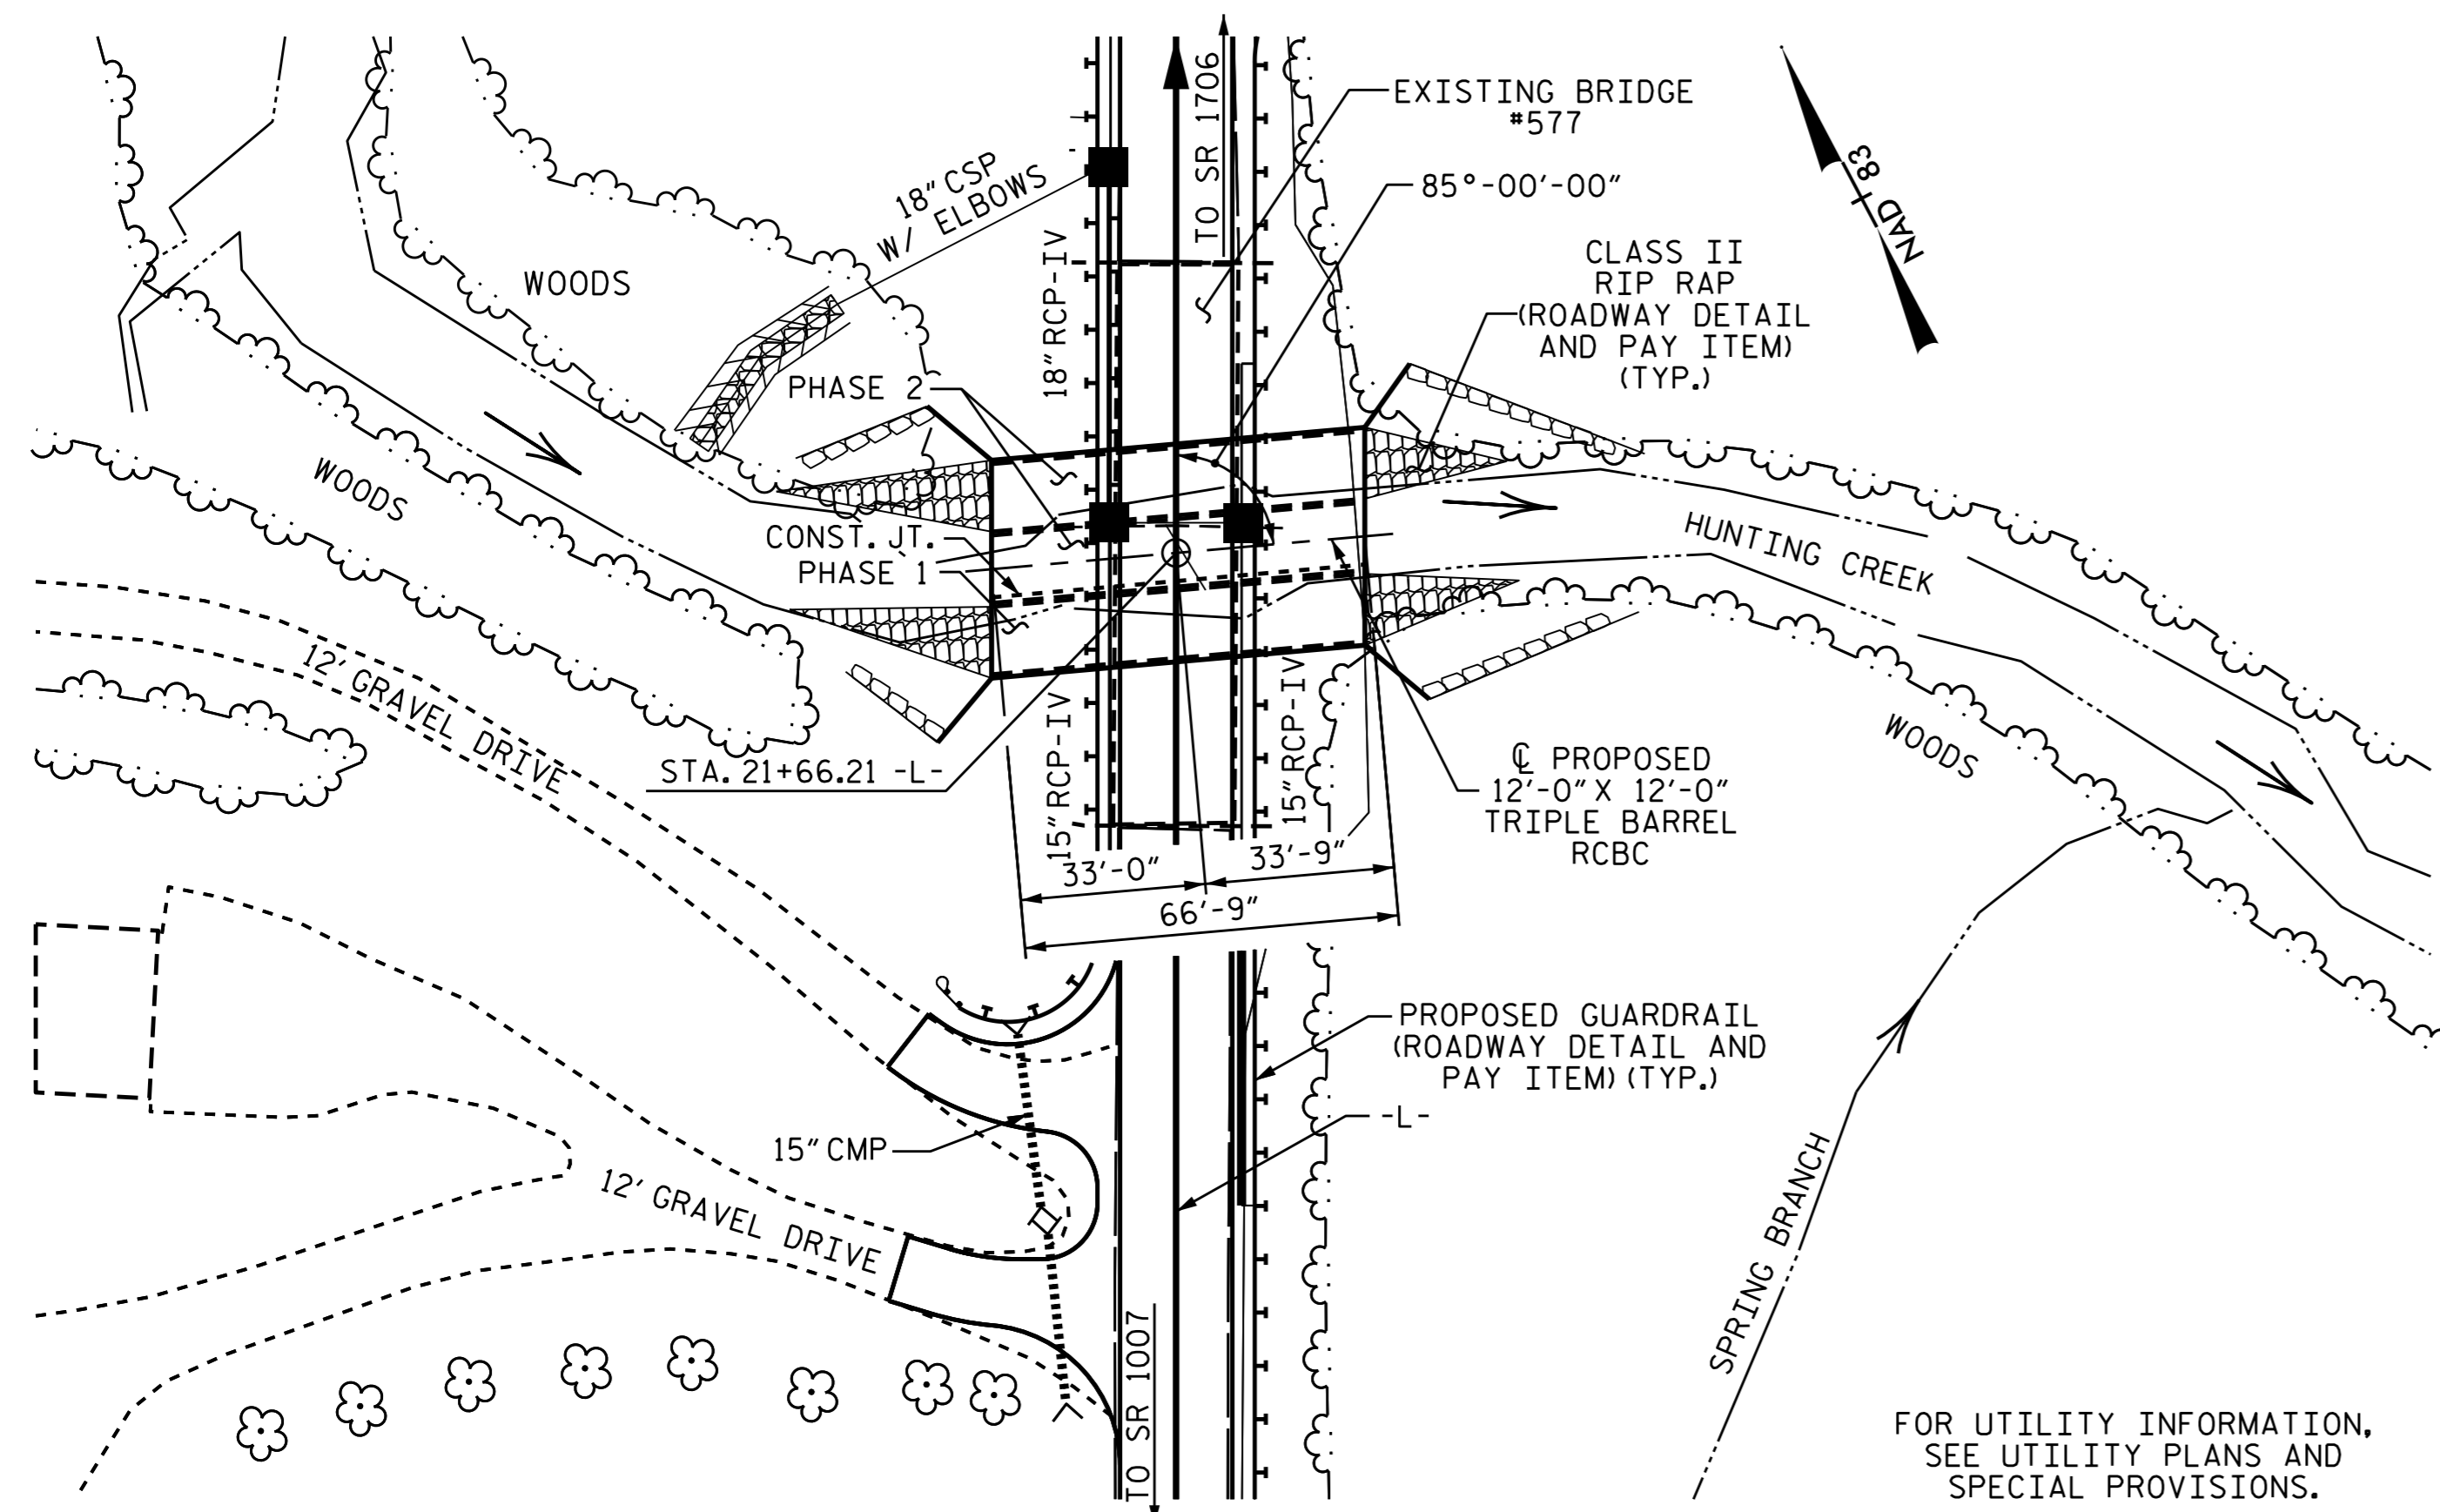 TO SR 1706
EXISTING BRIDGE
#577
85°-00'-00"
NAD 83
18" CSP
W/ ELBOWS
CLASS II
RIP RAP
(ROADWAY DETAIL
AND PAY ITEM)
(TYP.)
WOODS
18" RCP-IV
PHASE 2
WOODS
CONST. JT.
PHASE 1
HUNTING CREEK
12' GRAVEL DRIVE
STA. 21+66.21 -L-
15" RCP-IV
15" RCP-IV
WOODS
℄ PROPOSED
12'-0" X 12'-0"
TRIPLE BARREL
RCBC
33'-0"
33'-9"
66'-9"
PROPOSED GUARDRAIL
(ROADWAY DETAIL AND
PAY ITEM) (TYP.)
-L-
15" CMP
12' GRAVEL DRIVE
SPRING BRANCH
TO SR 1007
FOR UTILITY INFORMATION,
SEE UTILITY PLANS AND
SPECIAL PROVISIONS.